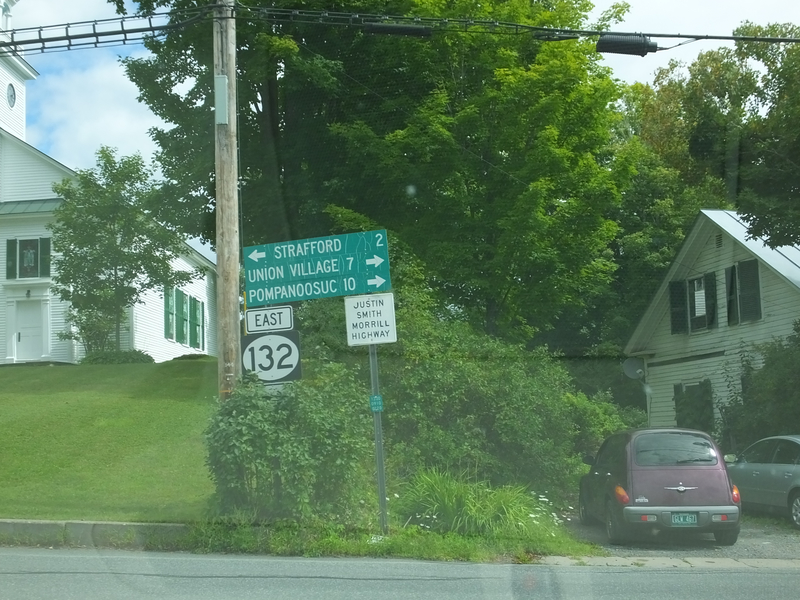 STRAFFORD 2
UNION VILLAGE 7
POMPANOOSUC 10
EAST
132
JUSTIN
SMITH
MORRILL
HIGHWAY